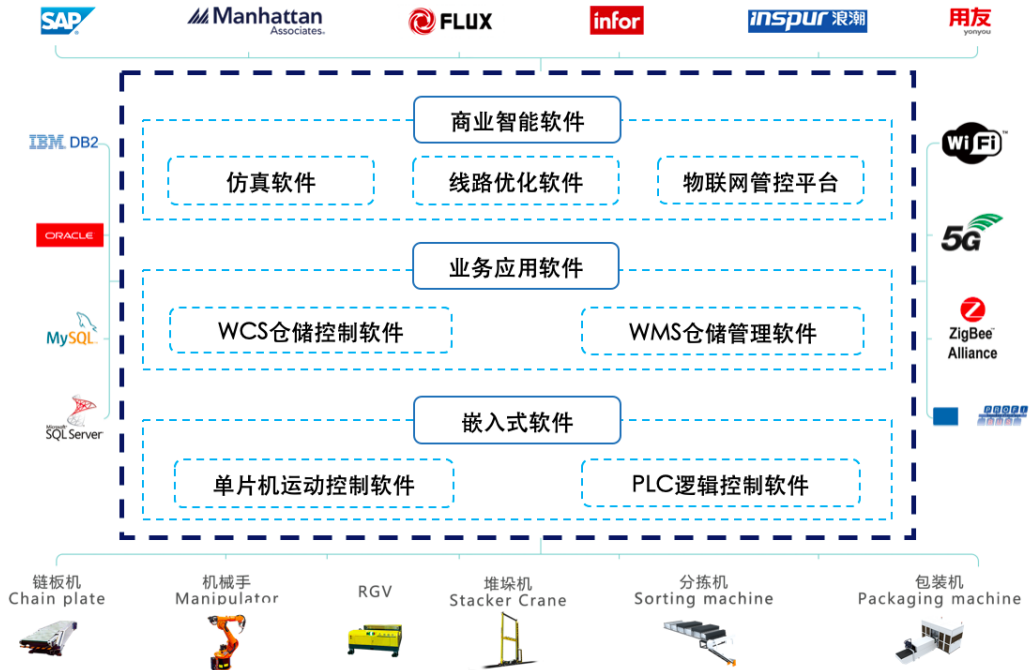 SAP
Manhattan
Associates
FLUX
infor
inspur 浪潮
用友
yonyou
商业智能软件
仿真软件
线路优化软件
物联网管控平台
业务应用软件
WCS仓储控制软件
WMS仓储管理软件
嵌入式软件
单片机运动控制软件
PLC逻辑控制软件
IBM DB2
ORACLE
MySQL
Microsoft
SQL Server
Wi Fi
5G
ZigBee
Alliance
PROFI
链板机
Chain plate
机械手
Manipulator
RGV
堆垛机
Stacker Crane
分拣机
Sorting machine
包装机
Packaging machine